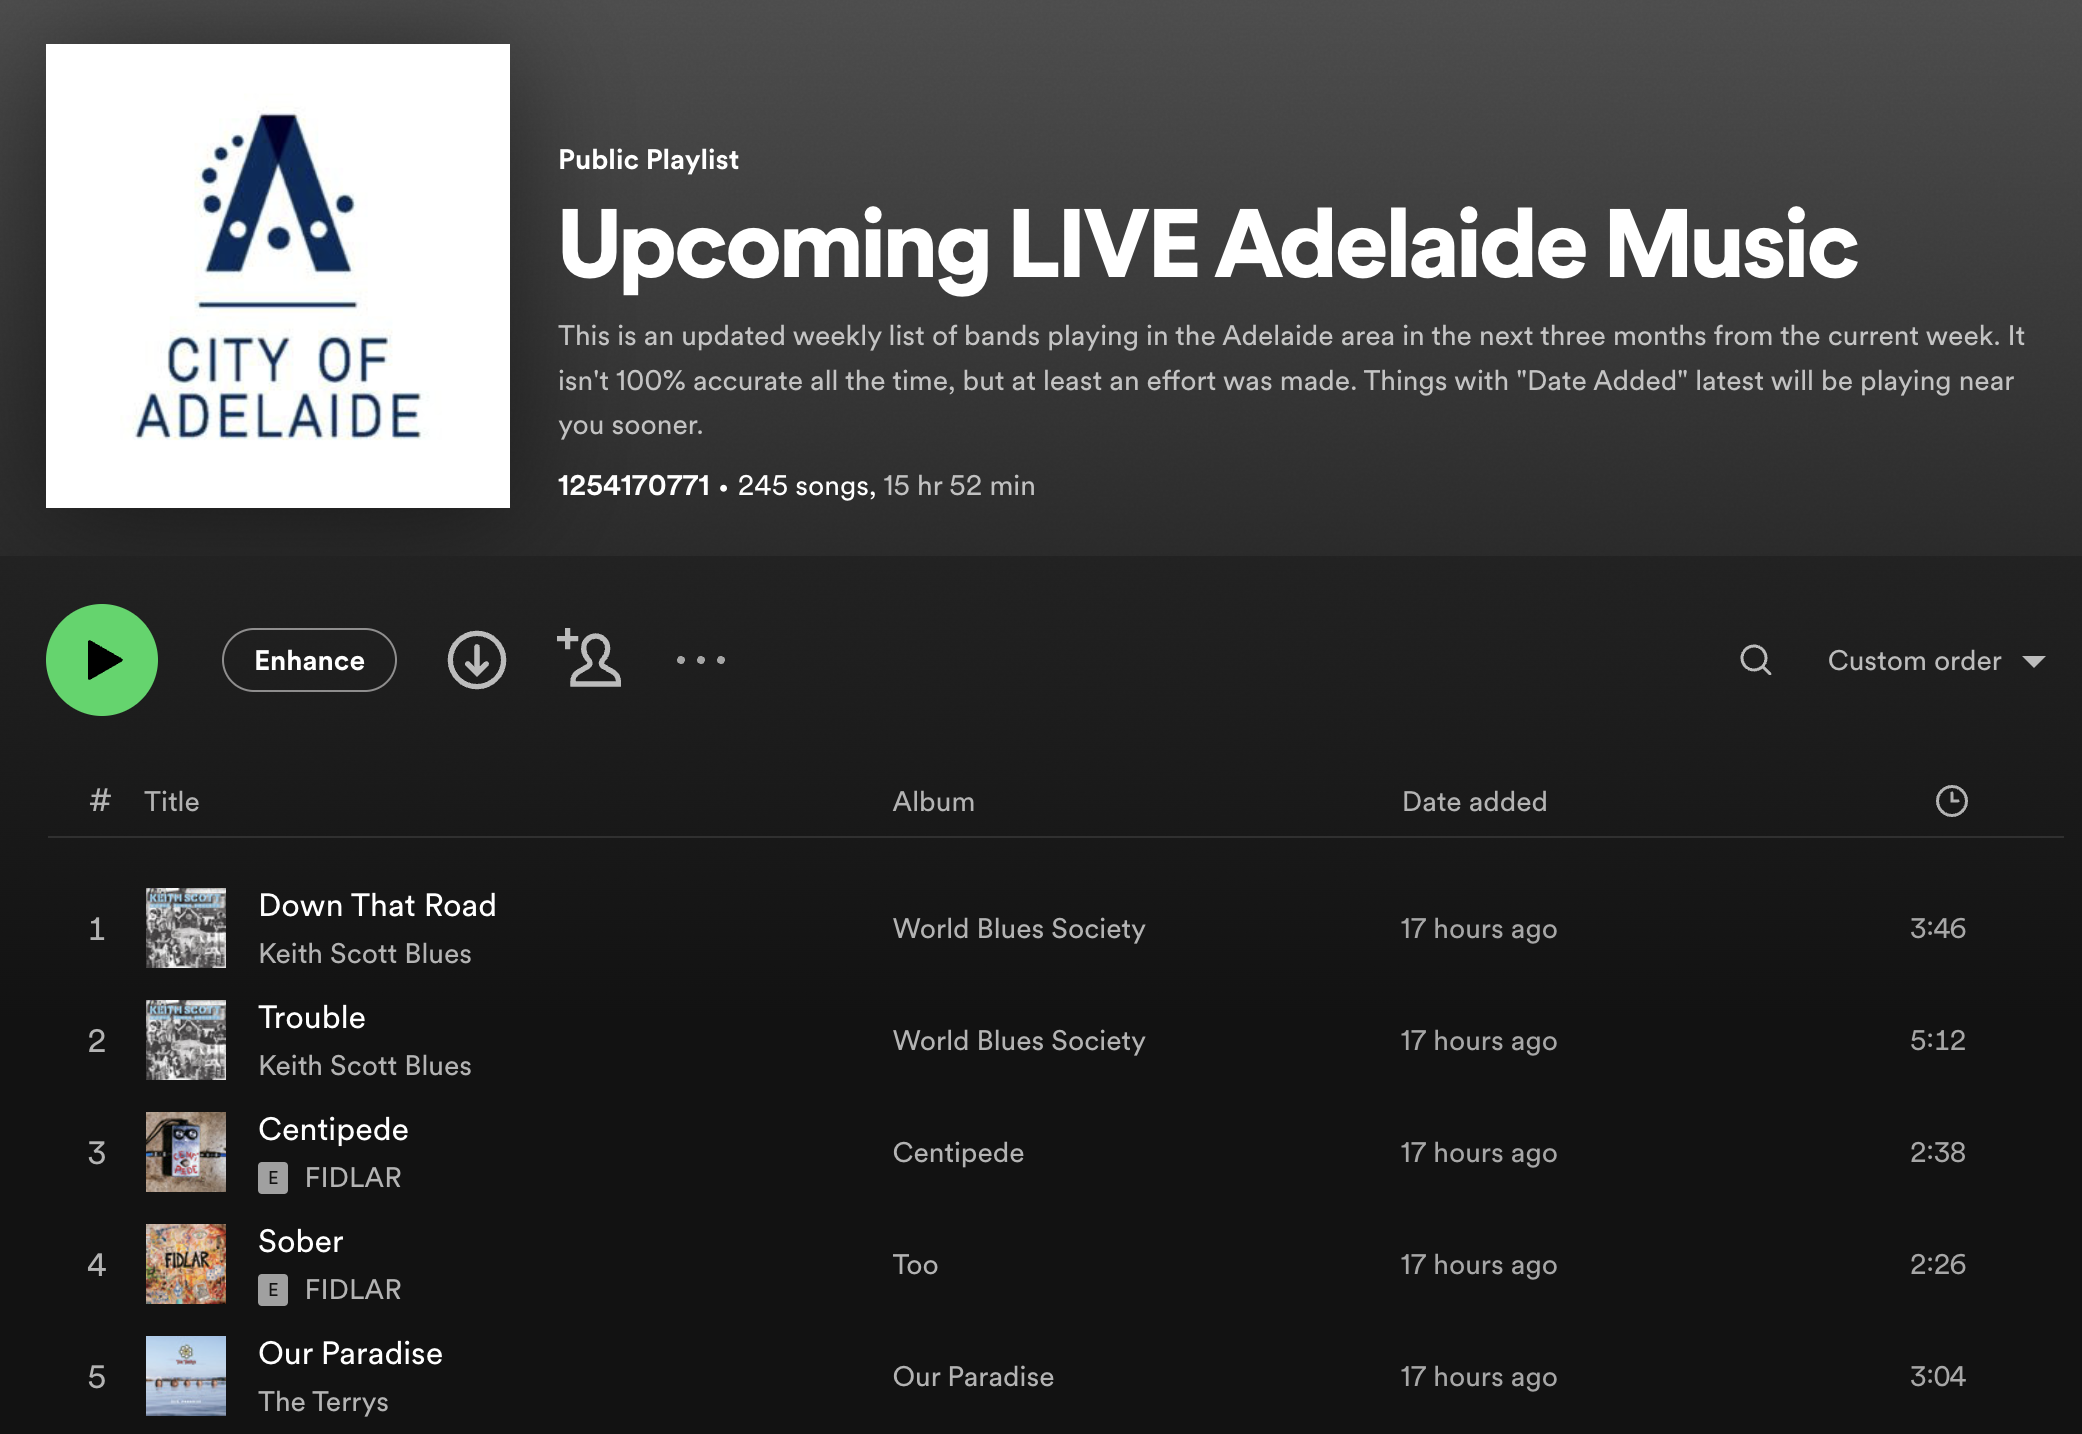 CITY OF
ADELAIDE
Public Playlist
Upcoming LIVE Adelaide Music
This is an updated weekly list of bands playing in the Adelaide area in the next three months from the current week. It
isn't 100% accurate all the time, but at least an effort was made. Things with "Date Added" latest will be playing near
you sooner.
1254170771 • 245 songs, 15 hr 52 min
Enhance
Custom order
# Title Album Date added
KEITH SCOTT
Down That Road
1 World Blues Society 17 hours ago 3:46
Keith Scott Blues
KEITH SCOTT
Trouble
2 World Blues Society 17 hours ago 5:12
Keith Scott Blues
Centipede
3 Centipede 17 hours ago 2:38
E FIDLAR
Sober
4 FIDLAR Too 17 hours ago 2:26
E FIDLAR
Our Paradise
5 Our Paradise 17 hours ago 3:04
The Terrys